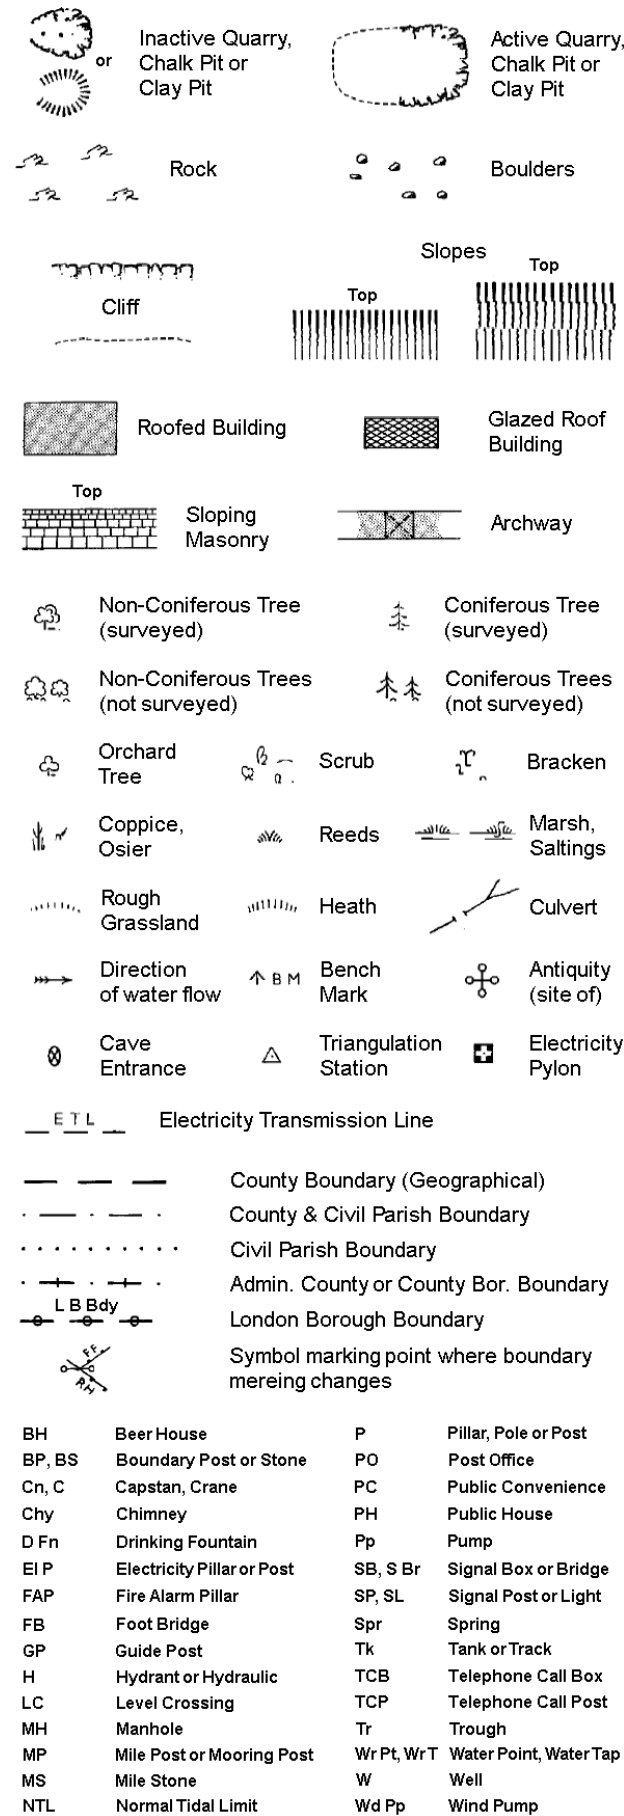 or
Inactive Quarry,
Chalk Pit or
Clay Pit
Active Quarry,
Chalk Pit or
Clay Pit
Rock
Boulders
Cliff
Slopes
Top
Top
Roofed Building
Glazed Roof
Building
Top
Sloping
Masonry
Archway
Non-Coniferous Tree
(surveyed)
Coniferous Tree
(surveyed)
Non-Coniferous Trees
(not surveyed)
Coniferous Trees
(not surveyed)
Orchard
Tree
Scrub
Bracken
Coppice,
Osier
Reeds
Marsh,
Saltings
Rough
Grassland
Heath
Culvert
Direction
of water flow
B M
Bench
Mark
Antiquity
(site of)
Cave
Entrance
Triangulation
Station
Electricity
Pylon
E T L
Electricity Transmission Line
County Boundary (Geographical)
County & Civil Parish Boundary
Civil Parish Boundary
Admin. County or County Bor. Boundary
L B Bdy
London Borough Boundary
FF
RH
Symbol marking point where boundary
mereing changes
BH Beer House
BP, BS Boundary Post or Stone
Cn, C Capstan, Crane
Chy Chimney
D Fn Drinking Fountain
El P Electricity Pillar or Post
FAP Fire Alarm Pillar
FB Foot Bridge
GP Guide Post
H Hydrant or Hydraulic
LC Level Crossing
MH Manhole
MP Mile Post or Mooring Post
MS Mile Stone
NTL Normal Tidal Limit
P Pillar, Pole or Post
PO Post Office
PC Public Convenience
PH Public House
Pp Pump
SB, S Br Signal Box or Bridge
SP, SL Signal Post or Light
Spr Spring
Tk Tank or Track
TCB Telephone Call Box
TCP Telephone Call Post
Tr Trough
Wr Pt, Wr T Water Point, Water Tap
W Well
Wd Pp Wind Pump